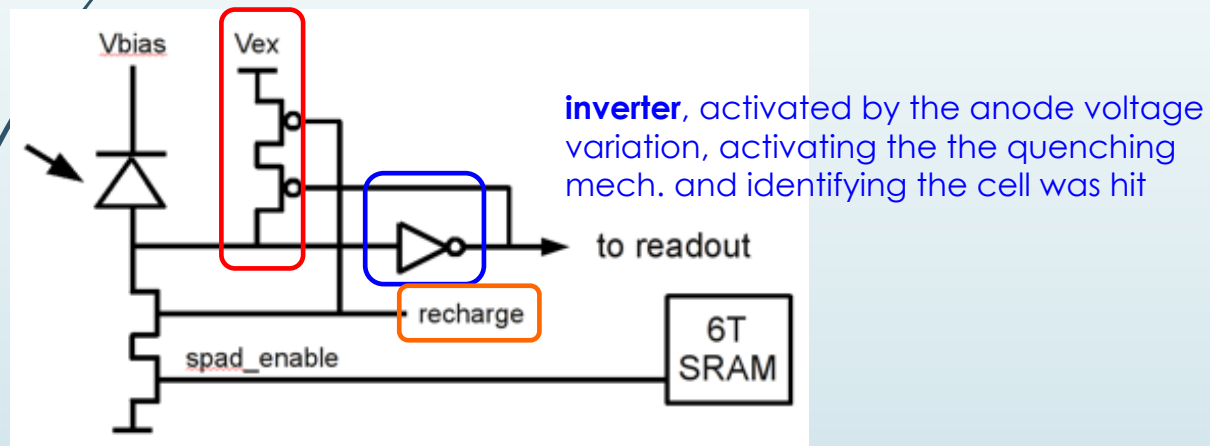 Vbias
Vex
inverter, activated by the anode voltage
variation, activating the the quenching
mech. and identifying the cell was hit
to readout
recharge
6T
SRAM
spad_enable